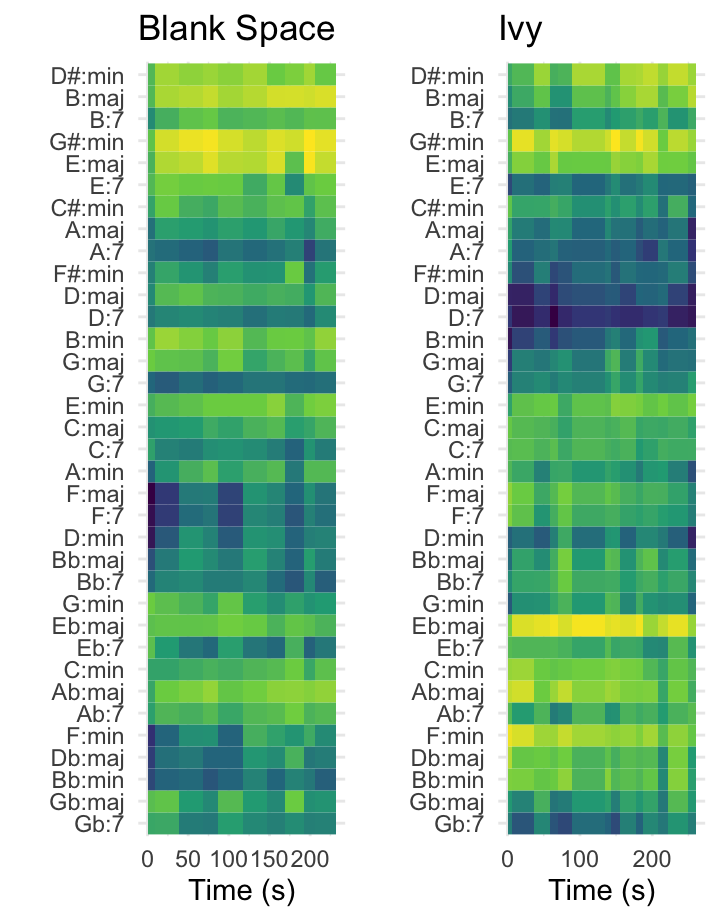 Blank Space
D#:min
B:maj
B:7
G#:min
E:maj
E:7
C#:min
A:maj
A:7
F#:min
D:maj
D:7
B:min
G:maj
G:7
E:min
C:maj
C:7
A:min
F:maj
F:7
D:min
Bb:maj
Bb:7
G:min
Eb:maj
Eb:7
C:min
Ab:maj
Ab:7
F:min
Db:maj
Bb:min
Gb:maj
Gb:7
0 50 100 150 200
Time (s)
Ivy
D#:min
B:maj
B:7
G#:min
E:maj
E:7
C#:min
A:maj
A:7
F#:min
D:maj
D:7
B:min
G:maj
G:7
E:min
C:maj
C:7
A:min
F:maj
F:7
D:min
Bb:maj
Bb:7
G:min
Eb:maj
Eb:7
C:min
Ab:maj
Ab:7
F:min
Db:maj
Bb:min
Gb:maj
Gb:7
0 100 200
Time (s)